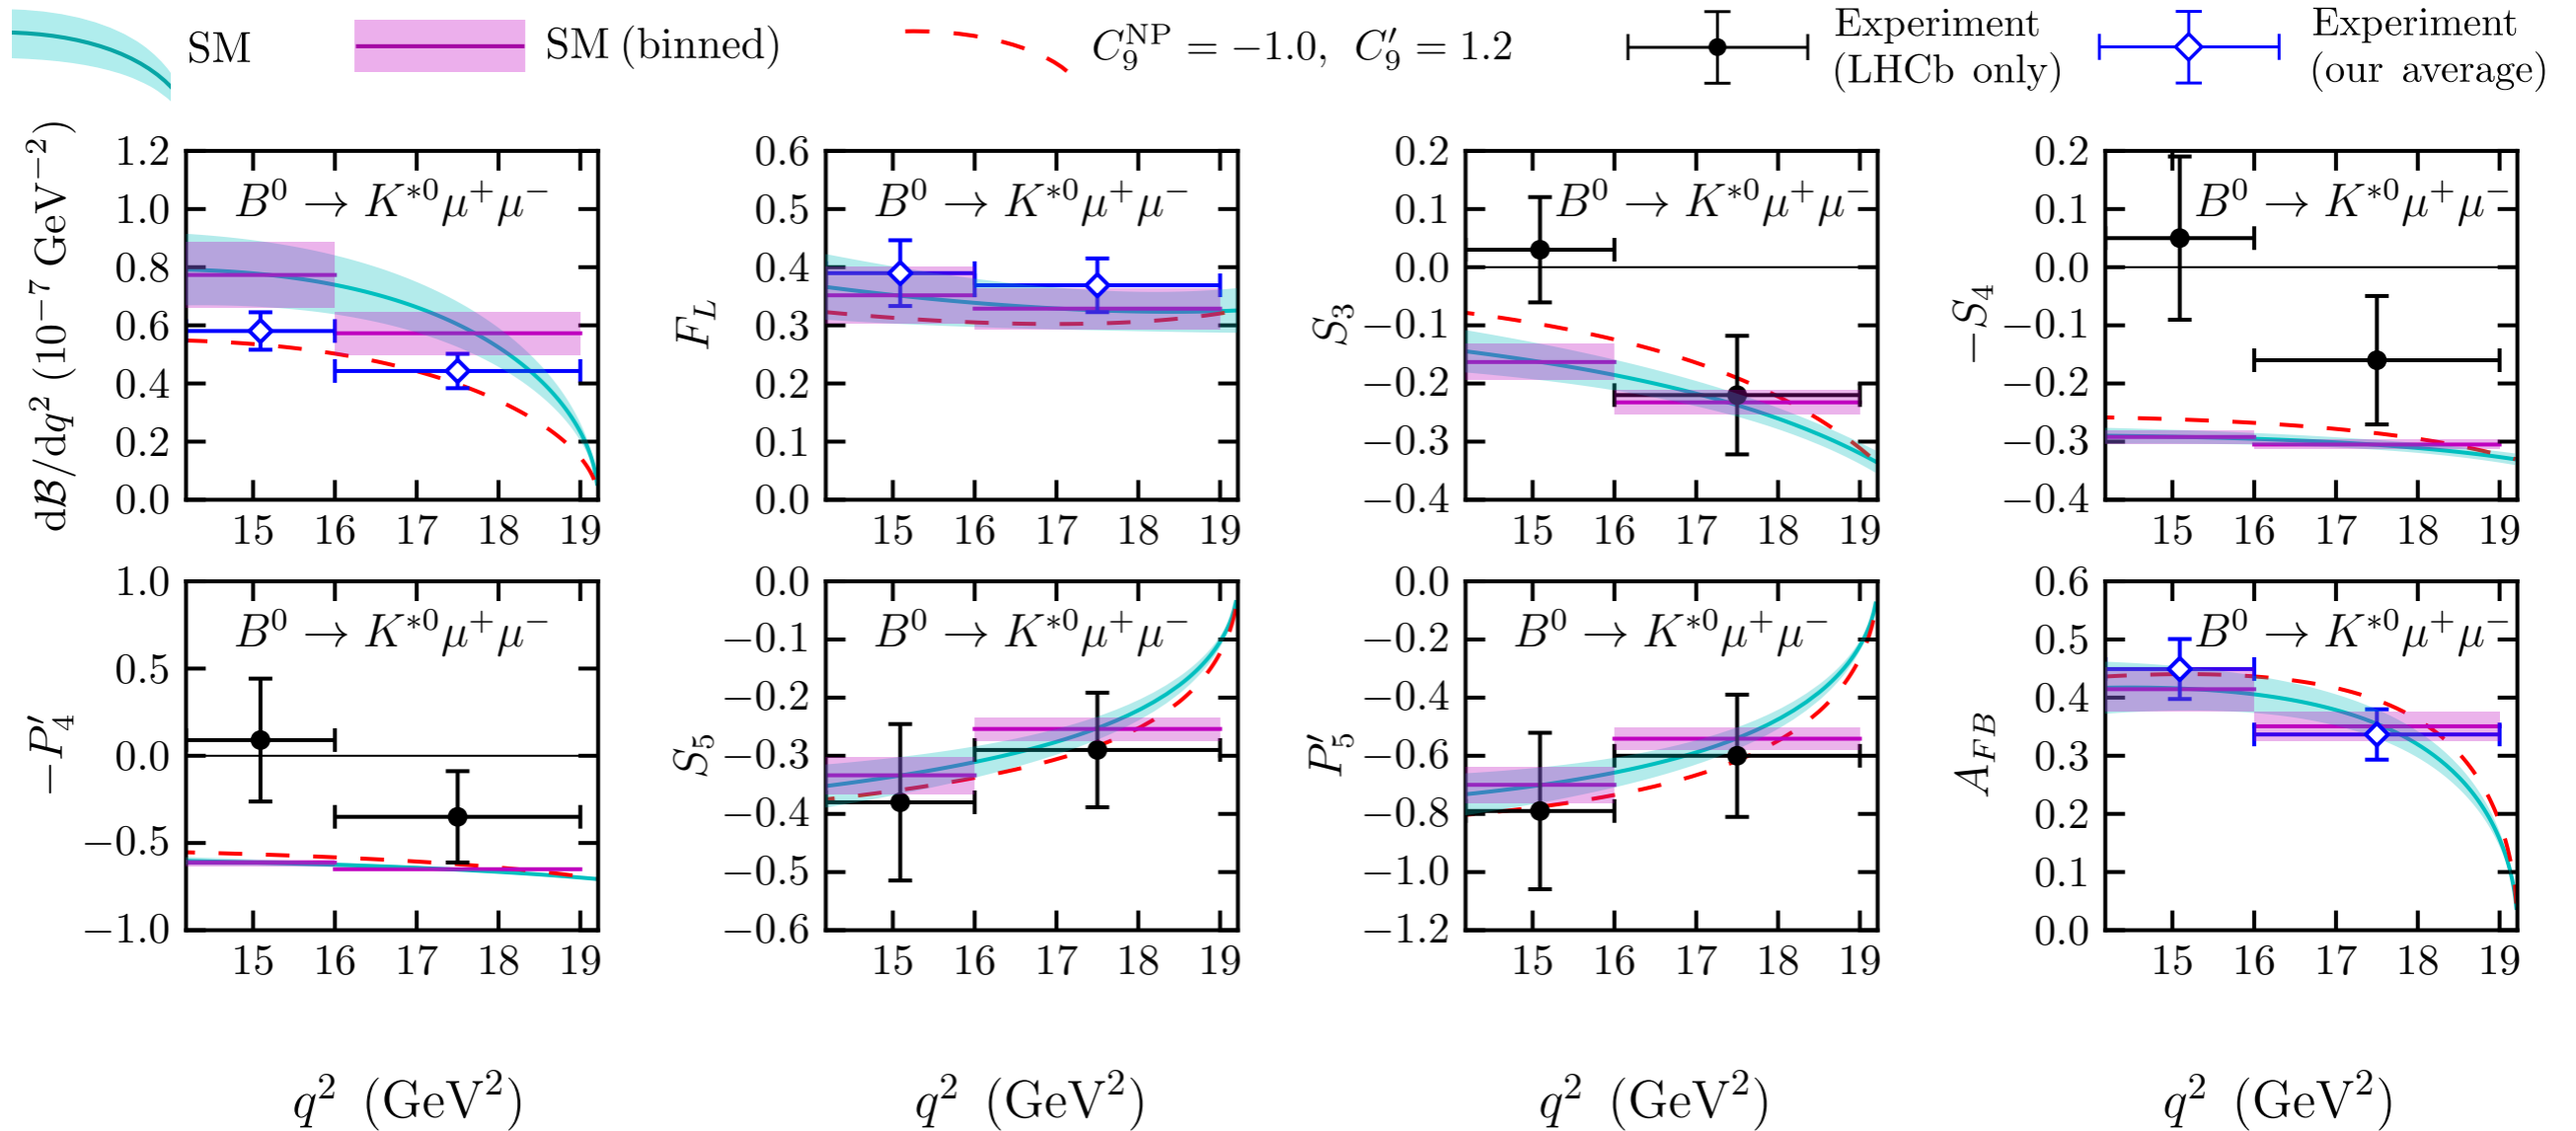 SM
SM (binned)
C₉ᴺᴾ = −1.0, C₉′ = 1.2
Experiment
(LHCb only)
Experiment
(our average)
dℬ/dq² (10⁻⁷ GeV⁻²)
1.2
1.0
0.8
0.6
0.4
0.2
0.0
B⁰ → K*⁰μ⁺μ⁻
15 16 17 18 19
F_L
0.6
0.5
0.4
0.3
0.2
0.1
0.0
B⁰ → K*⁰μ⁺μ⁻
15 16 17 18 19
S₃
0.2
0.1
0.0
−0.1
−0.2
−0.3
−0.4
B⁰ → K*⁰μ⁺μ⁻
15 16 17 18 19
−S₄
0.2
0.1
0.0
−0.1
−0.2
−0.3
−0.4
B⁰ → K*⁰μ⁺μ⁻
15 16 17 18 19
−P₄′
1.0
0.5
0.0
−0.5
−1.0
B⁰ → K*⁰μ⁺μ⁻
15 16 17 18 19
S₅
0.0
−0.1
−0.2
−0.3
−0.4
−0.5
−0.6
B⁰ → K*⁰μ⁺μ⁻
15 16 17 18 19
P₅′
0.0
−0.2
−0.4
−0.6
−0.8
−1.0
−1.2
B⁰ → K*⁰μ⁺μ⁻
15 16 17 18 19
A_FB
0.6
0.5
0.4
0.3
0.2
0.1
0.0
B⁰ → K*⁰μ⁺μ⁻
15 16 17 18 19
q² (GeV²)
q² (GeV²)
q² (GeV²)
q² (GeV²)